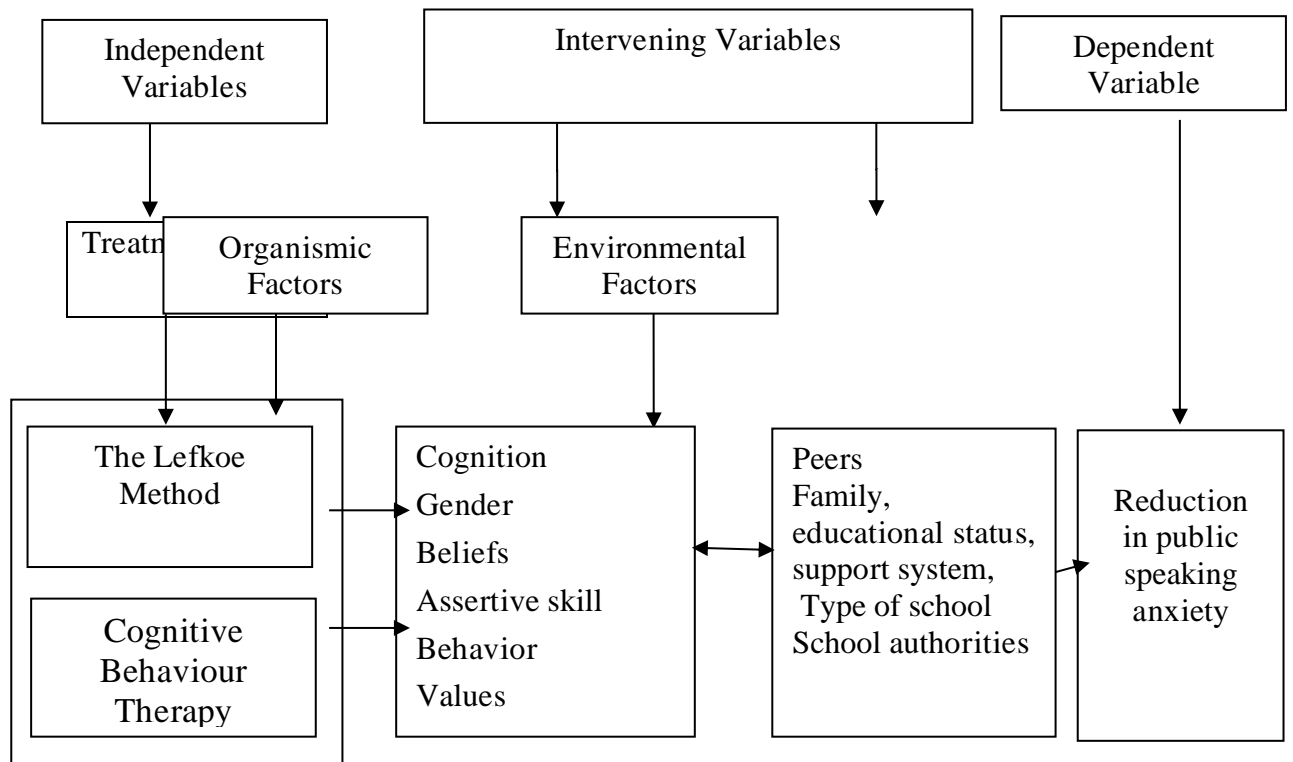 Independent
Variables
Intervening Variables
Dependent
Variable
Organismic
Factors
Environmental
Factors
The Lefkoe
Method
Cognitive
Behaviour
Therapy
Cognition
Gender
Beliefs
Assertive skill
Behavior
Values
Peers
Family,
educational status,
support system,
Type of school
School authorities
Reduction
in public
speaking
anxiety